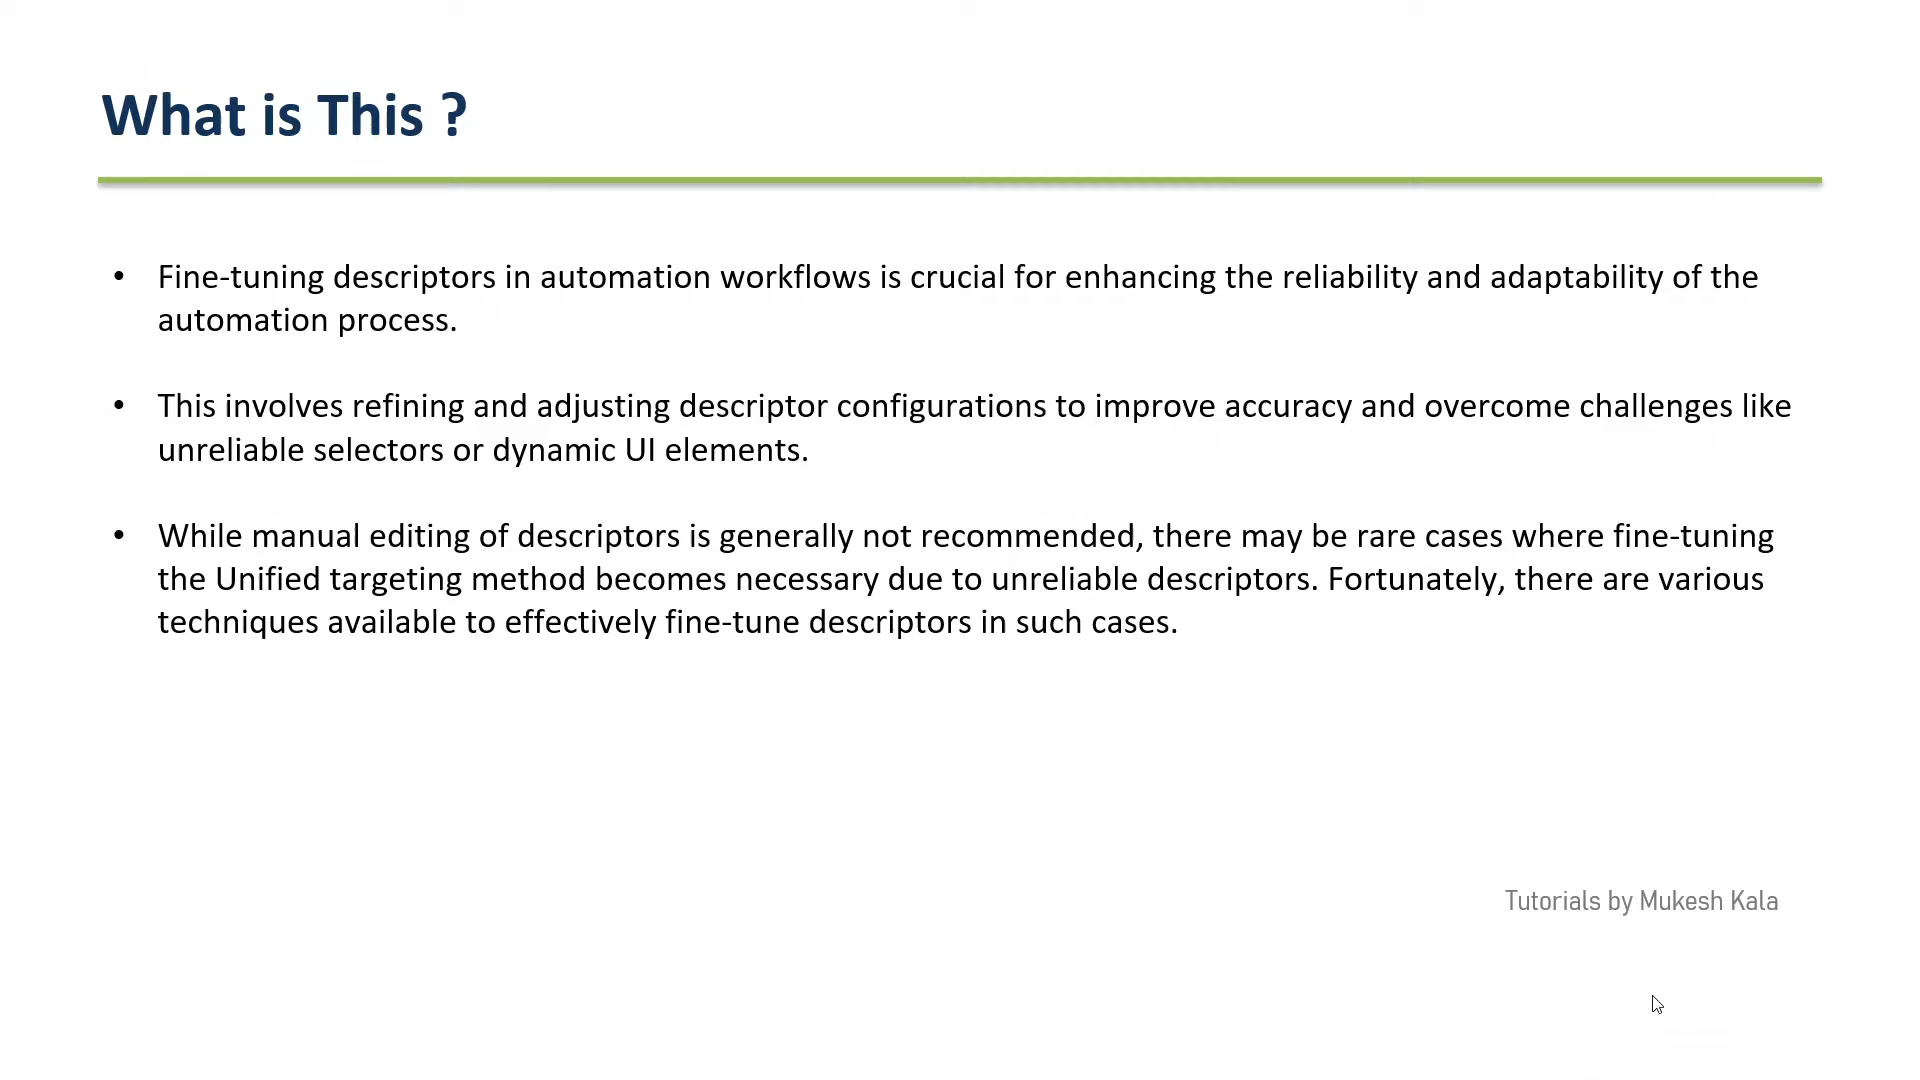 What is This ?
• Fine-tuning descriptors in automation workflows is crucial for enhancing the reliability and adaptability of the
automation process.
• This involves refining and adjusting descriptor configurations to improve accuracy and overcome challenges like
unreliable selectors or dynamic UI elements.
• While manual editing of descriptors is generally not recommended, there may be rare cases where fine-tuning
the Unified targeting method becomes necessary due to unreliable descriptors. Fortunately, there are various
techniques available to effectively fine-tune descriptors in such cases.
Tutorials by Mukesh Kala